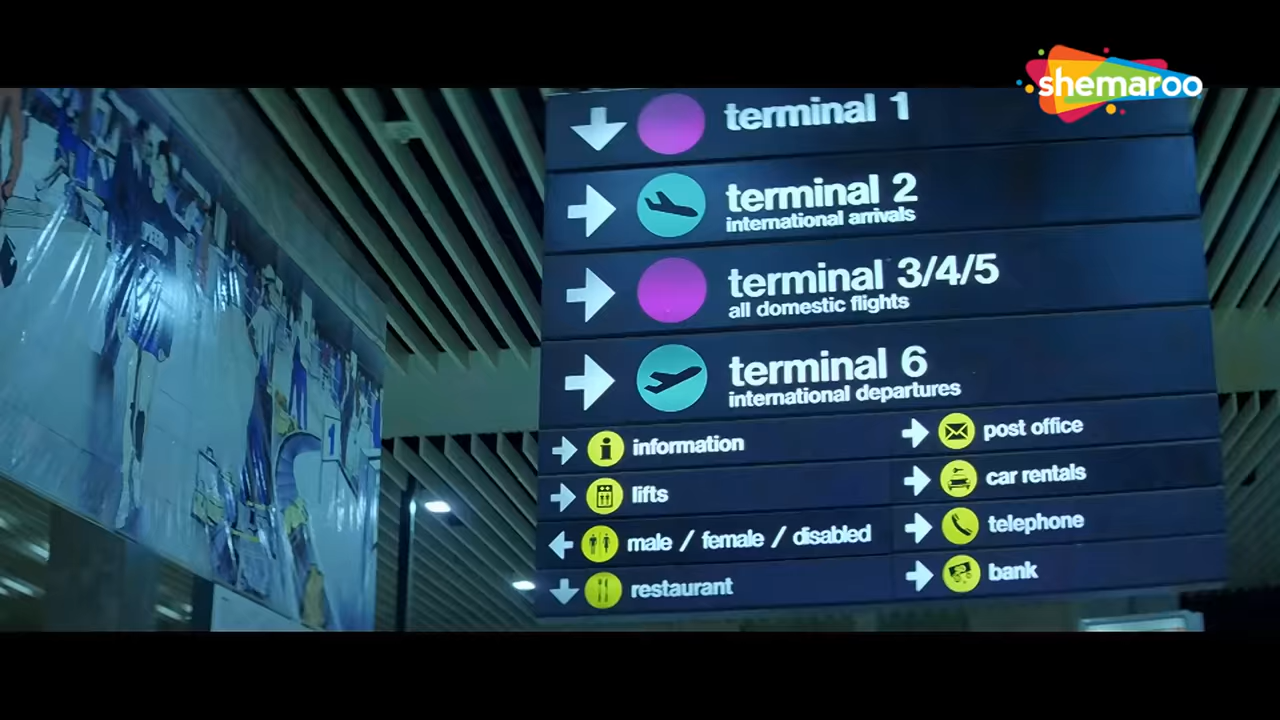 shemaroo
terminal 1
terminal 2
international arrivals
terminal 3/4/5
all domestic flights
terminal 6
international departures
information
post office
lifts
car rentals
male / female / disabled
telephone
restaurant
bank
1